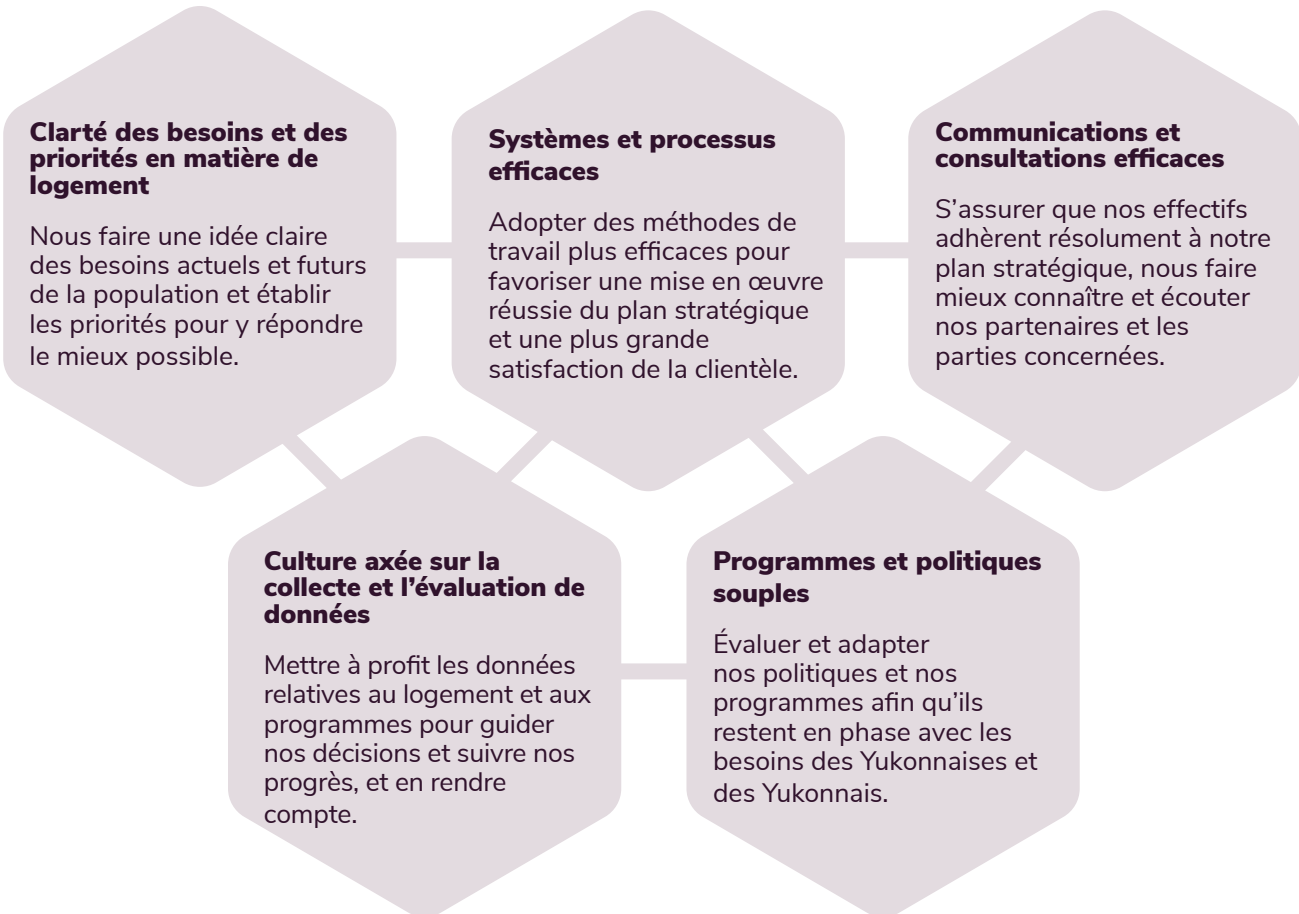 Clarté des besoins et des
priorités en matière de
logement
Nous faire une idée claire
des besoins actuels et futurs
de la population et établir
les priorités pour y répondre
le mieux possible.
Systèmes et processus
efficaces
Adopter des méthodes de
travail plus efficaces pour
favoriser une mise en œuvre
réussie du plan stratégique
et une plus grande
satisfaction de la clientèle.
Communications et
consultations efficaces
S’assurer que nos effectifs
adhèrent résolument à notre
plan stratégique, nous faire
mieux connaître et écouter
nos partenaires et les
parties concernées.
Culture axée sur la
collecte et l’évaluation de
données
Mettre à profit les données
relatives au logement et aux
programmes pour guider
nos décisions et suivre nos
progrès, et en rendre
compte.
Programmes et politiques
souples
Évaluer et adapter
nos politiques et nos
programmes afin qu’ils
restent en phase avec les
besoins des Yukonnaises et
des Yukonnais.